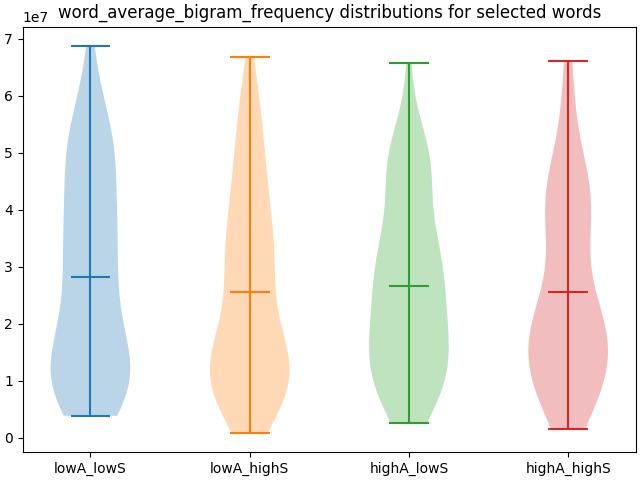 word_average_bigram_frequency distributions for selected words
1e7
7
6
5
4
3
2
1
0
lowA_lowS lowA_highS highA_lowS highA_highS